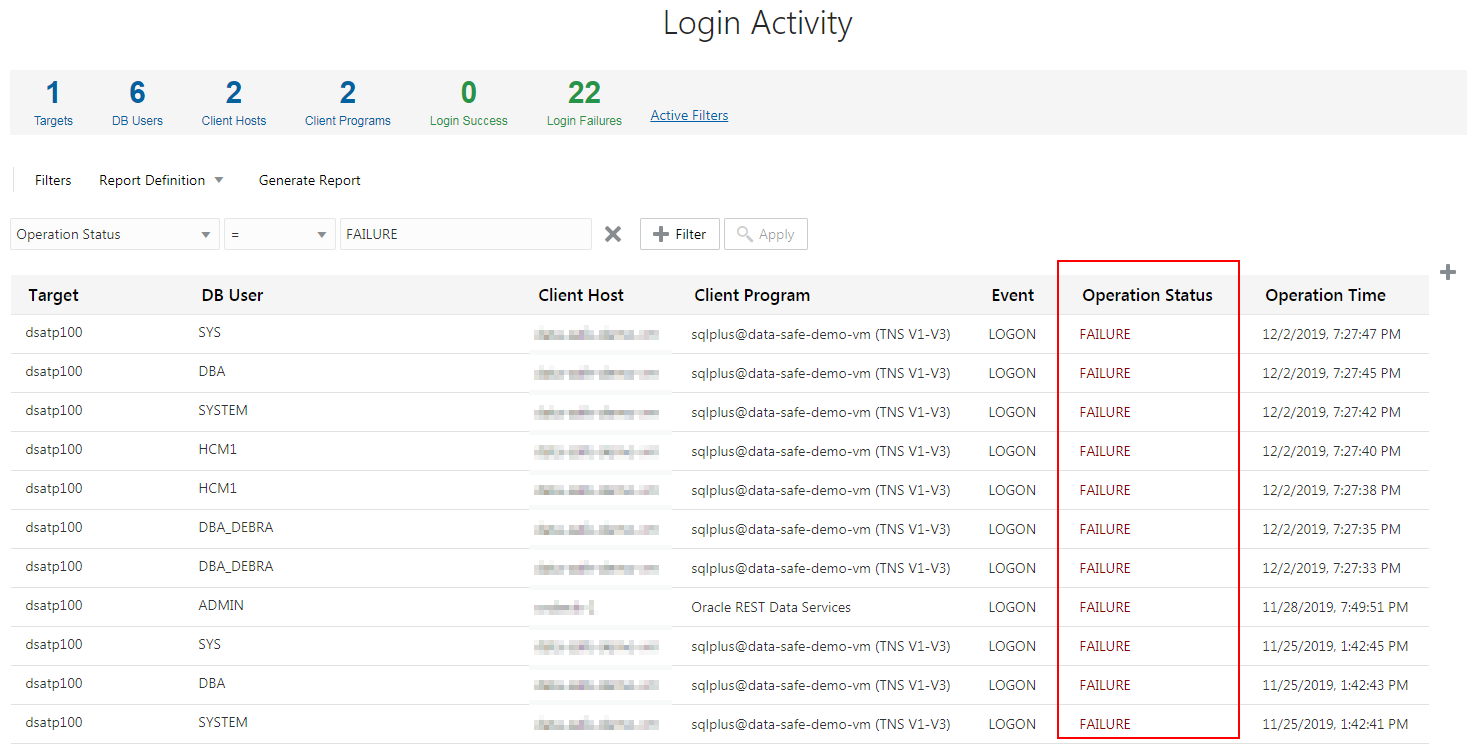 Login Activity
1 6 2 2 0 22
Targets DB Users Client Hosts Client Programs Login Success Login Failures Active Filters
Filters Report Definition Generate Report
Operation Status = FAILURE Filter Apply
Target DB User Client Host Client Program Event Operation Status Operation Time
dsatp100 SYS sqlplus@data-safe-demo-vm (TNS V1-V3) LOGON FAILURE 12/2/2019, 7:27:47 PM
dsatp100 DBA sqlplus@data-safe-demo-vm (TNS V1-V3) LOGON FAILURE 12/2/2019, 7:27:45 PM
dsatp100 SYSTEM sqlplus@data-safe-demo-vm (TNS V1-V3) LOGON FAILURE 12/2/2019, 7:27:42 PM
dsatp100 HCM1 sqlplus@data-safe-demo-vm (TNS V1-V3) LOGON FAILURE 12/2/2019, 7:27:40 PM
dsatp100 HCM1 sqlplus@data-safe-demo-vm (TNS V1-V3) LOGON FAILURE 12/2/2019, 7:27:38 PM
dsatp100 DBA_DEBRA sqlplus@data-safe-demo-vm (TNS V1-V3) LOGON FAILURE 12/2/2019, 7:27:35 PM
dsatp100 DBA_DEBRA sqlplus@data-safe-demo-vm (TNS V1-V3) LOGON FAILURE 12/2/2019, 7:27:33 PM
dsatp100 ADMIN Oracle REST Data Services LOGON FAILURE 11/28/2019, 7:49:51 PM
dsatp100 SYS sqlplus@data-safe-demo-vm (TNS V1-V3) LOGON FAILURE 11/25/2019, 1:42:45 PM
dsatp100 DBA sqlplus@data-safe-demo-vm (TNS V1-V3) LOGON FAILURE 11/25/2019, 1:42:43 PM
dsatp100 SYSTEM sqlplus@data-safe-demo-vm (TNS V1-V3) LOGON FAILURE 11/25/2019, 1:42:41 PM